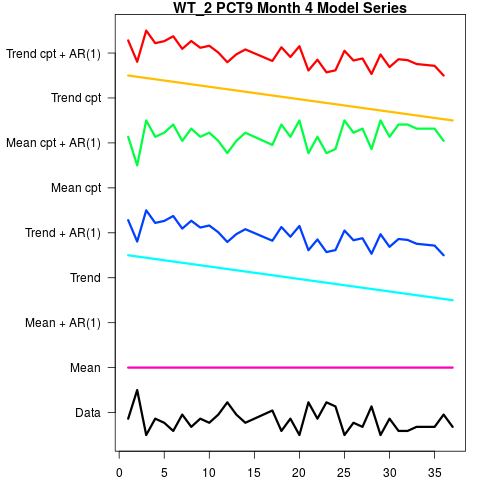 WT_2 PCT9 Month 4 Model Series
Trend cpt + AR(1)
Trend cpt
Mean cpt + AR(1)
Mean cpt
Trend + AR(1)
Trend
Mean + AR(1)
Mean
Data
0 5 10 15 20 25 30 35